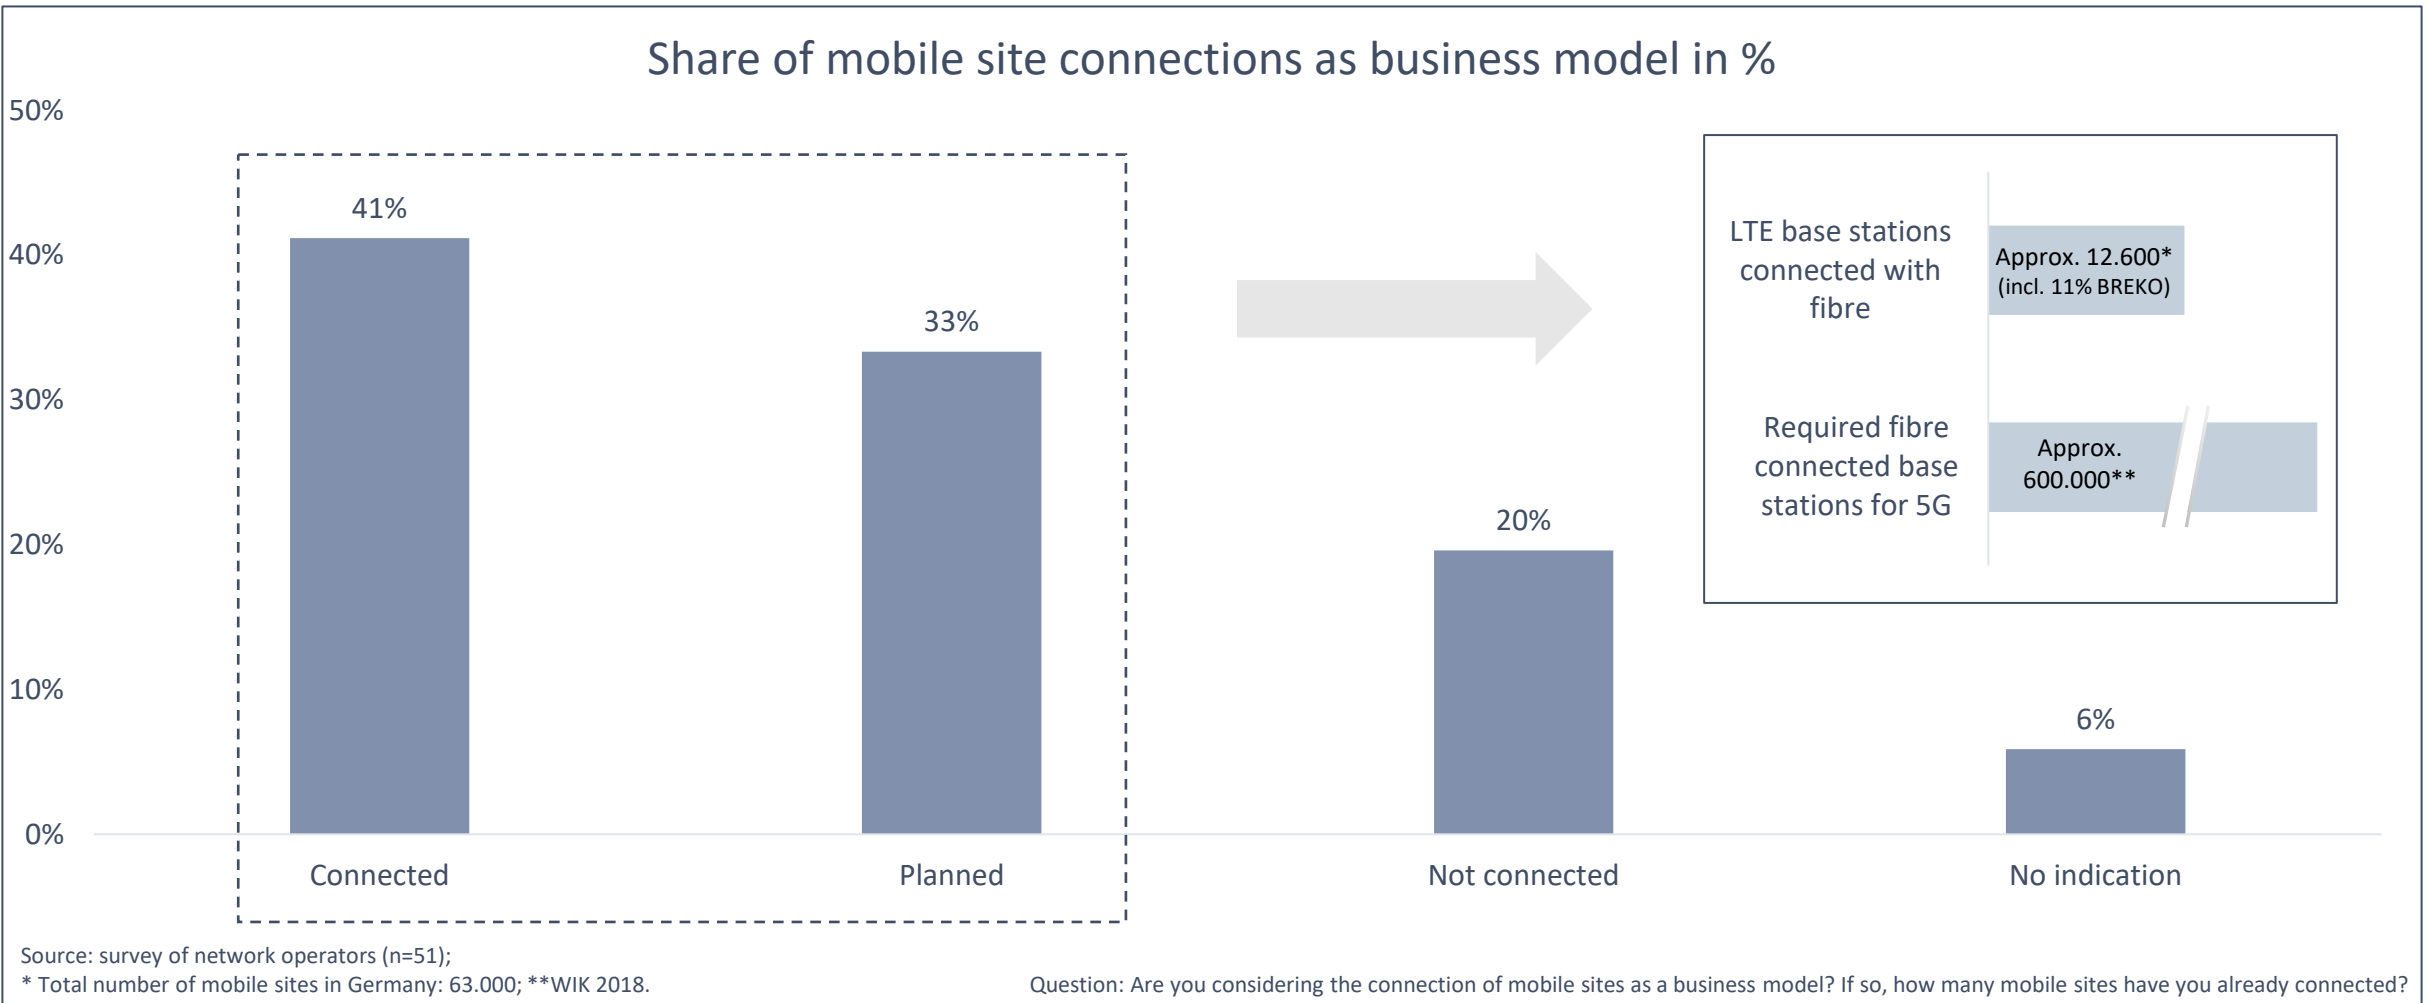 Share of mobile site connections as business model in %
50%
40%
30%
20%
10%
0%
41%
33%
20%
6%
Connected
Planned
Not connected
No indication
LTE base stations
connected with
fibre
Approx. 12.600*
(incl. 11% BREKO)
Required fibre
connected base
stations for 5G
Approx.
600.000**
Source: survey of network operators (n=51);
* Total number of mobile sites in Germany: 63.000; **WIK 2018.
Question: Are you considering the connection of mobile sites as a business model? If so, how many mobile sites have you already connected?